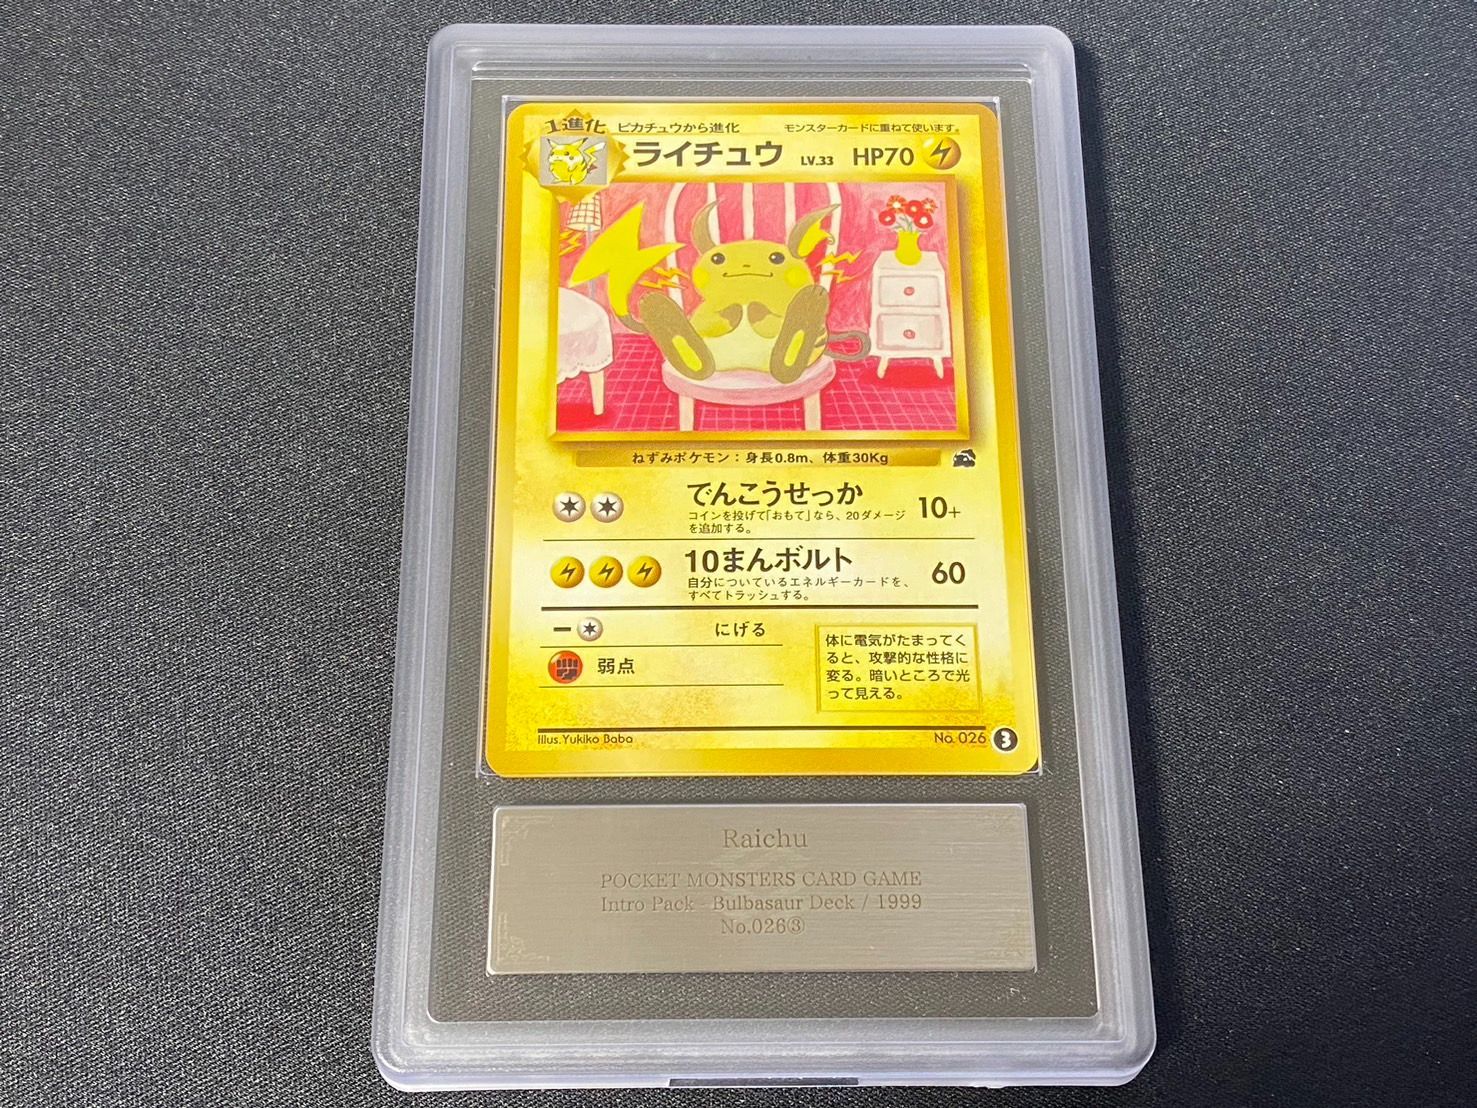 1進化 ピカチュウから進化 モンスターカードに重ねて使います。
ライチュウ LV.33 HP70
ねずみポケモン：身長0.8m、体重30Kg
でんこうせっか 10+
コインを投げて「おもて」なら、20ダメージ
を追加する。
10まんボルト 60
自分についているエネルギーカードを、
すべてトラッシュする。
にげる
弱点
体に電気がたまってく
ると、攻撃的な性格に
変る。暗いところで光
って見える。
Illus.Yukiko Baba No.026 3
Raichu
POCKET MONSTERS CARD GAME
Intro Pack - Bulbasaur Deck / 1999
No.026③